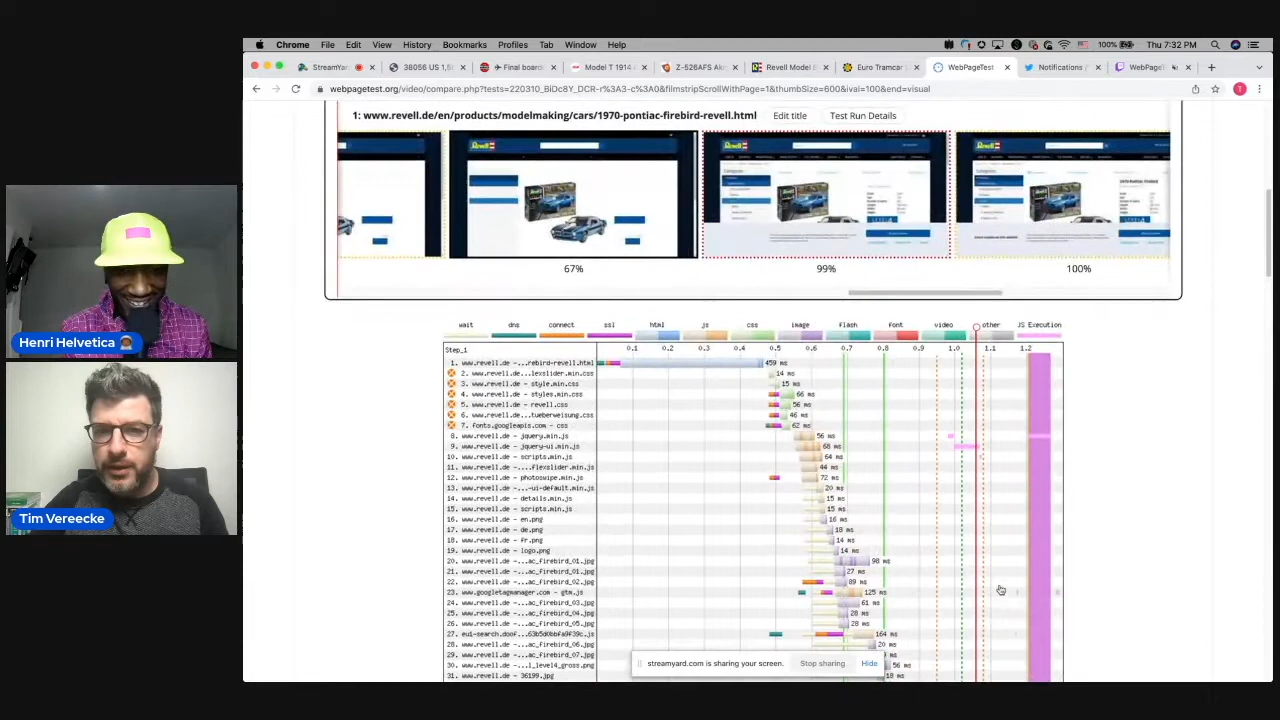 Chrome File Edit View History Bookmarks Profiles Tab Window Help
100% Thu 7:32 PM
StreamYar 38056 US 1,5 Final board Model T 1914 Z-526AFS Ak Revell Model E Euro Tramcar WebPageTest Notifications WebPageT
webpagetest.org/video/compare.php?tests=220310_BiDc8Y_DCR-r%3A3-c%3A0&filmstripScrollWithPage=1&thumbSize=600&ival=100&end=visual
T
1: www.revell.de/en/products/modelmaking/cars/1970-pontiac-firebird-revell.html Edit title Test Run Details
67% 99% 100%
wait dns connect ssl html js css image flash font video other JS Execution
Step_1 0.1 0.2 0.3 0.4 0.5 0.6 0.7 0.8 0.9 1.0 1.1 1.2
1. www.revell.de -...rebird-revell.html 459 ms
2. www.revell.de...lexslider.min.css 14 ms
3. www.revell.de - style.min.css 15 ms
4. www.revell.de - styles.min.css 66 ms
5. www.revell.de - revell.css 56 ms
6. www.revell.de...tueberweisung.css 46 ms
7. fonts.googleapis.com - css 62 ms
8. www.revell.de - jquery.min.js 56 ms
9. www.revell.de - jquery-ui.min.js 68 ms
10. www.revell.de - scripts.min.js 64 ms
11. www.revell.de -....flexslider.min.js 44 ms
12. www.revell.de - photoswipe.min.js 72 ms
13. www.revell.de -...-ui-default.min.js 20 ms
14. www.revell.de - details.min.js 15 ms
15. www.revell.de - scripts.min.js 15 ms
16. www.revell.de - en.png 16 ms
17. www.revell.de - de.png 18 ms
18. www.revell.de - fr.png 14 ms
19. www.revell.de - logo.png 14 ms
20. www.revell.de -...ac_firebird_01.jpg 98 ms
21. www.revell.de -...ac_firebird_01.jpg 27 ms
22. www.revell.de -...ac_firebird_02.jpg 89 ms
23. www.googletagmanager.com - gtm.js 125 ms
24. www.revell.de -...ac_firebird_03.jpg 61 ms
25. www.revell.de -...ac_firebird_04.jpg 28 ms
26. www.revell.de -...ac_firebird_05.jpg 28 ms
27. eui-search.doof...63b5d0bbfa9f39c.js 164 ms
28. www.revell.de -...ac_firebird_06.jpg 20 ms
29. www.revell.de -...ac_firebird_07.jpg
30. www.revell.de -...l_level4_gross.png 56 ms
31. www.revell.de - 36199.jpg 18 ms
streamyard.com is sharing your screen. Stop sharing Hide
Henri Helvetica
Tim Vereecke